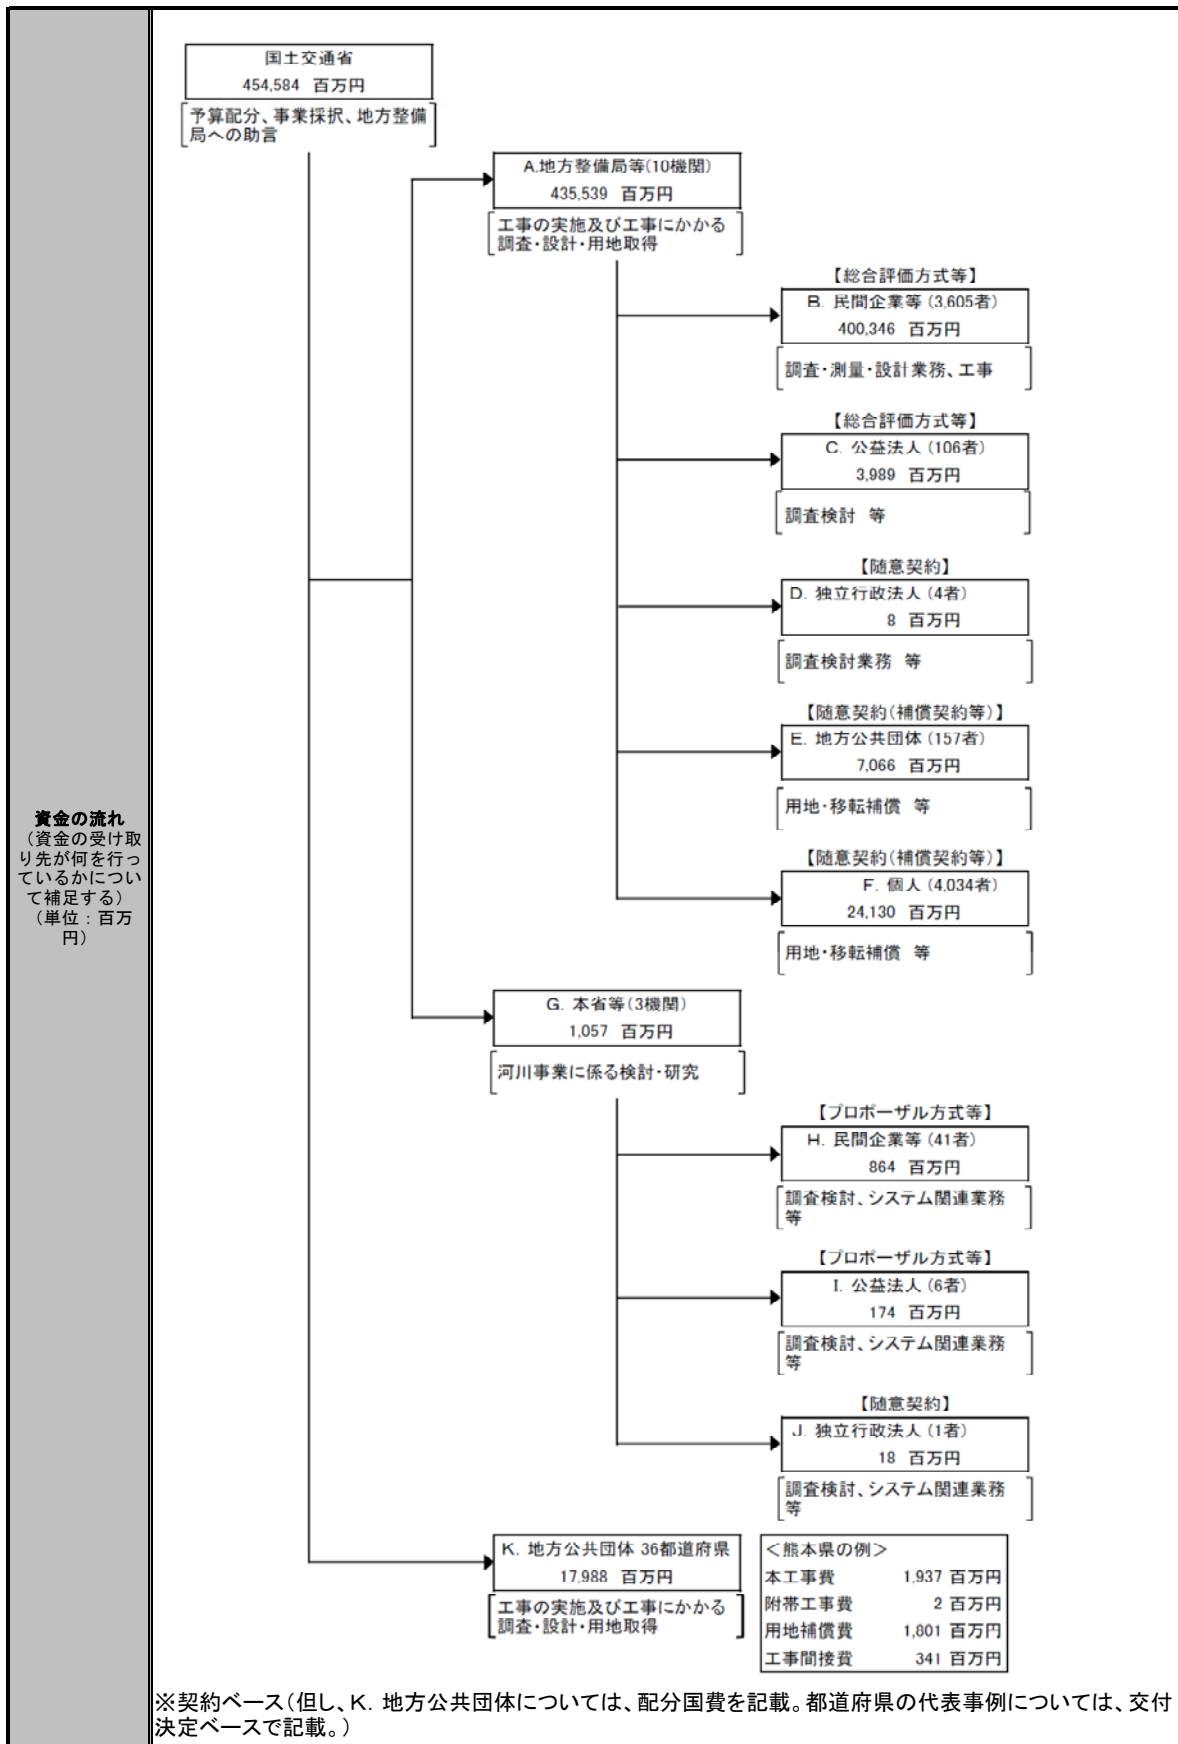 資金の流れ
（資金の受け取
り先が何を行っ
ているかについ
て補足する）
（単位：百万
円）
国土交通省
454,584 百万円
予算配分、事業採択、地方整備
局への助言
A.地方整備局等(10機関)
435,539 百万円
工事の実施及び工事にかかる
調査・設計・用地取得
【総合評価方式等】
B. 民間企業等(3,605者)
400,346 百万円
調査・測量・設計業務、工事
【総合評価方式等】
C. 公益法人(106者)
3,989 百万円
調査検討 等
【随意契約】
D. 独立行政法人(4者)
8 百万円
調査検討業務 等
【随意契約(補償契約等)】
E. 地方公共団体(157者)
7,066 百万円
用地・移転補償 等
【随意契約(補償契約等)】
F. 個人(4,034者)
24,130 百万円
用地・移転補償 等
G. 本省等(3機関)
1,057 百万円
河川事業に係る検討・研究
【プロポーザル方式等】
H. 民間企業等(41者)
864 百万円
調査検討、システム関連業務
等
【プロポーザル方式等】
I. 公益法人(6者)
174 百万円
調査検討、システム関連業務
等
【随意契約】
J. 独立行政法人(1者)
18 百万円
調査検討、システム関連業務
等
K. 地方公共団体 36都道府県
17,988 百万円
工事の実施及び工事にかかる
調査・設計・用地取得
＜熊本県の例＞
本工事費 1,937 百万円
附帯工事費 2 百万円
用地補償費 1,801 百万円
工事間接費 341 百万円
※契約ベース(但し、K. 地方公共団体については、配分国費を記載。都道府県の代表事例については、交付
決定ベースで記載。)